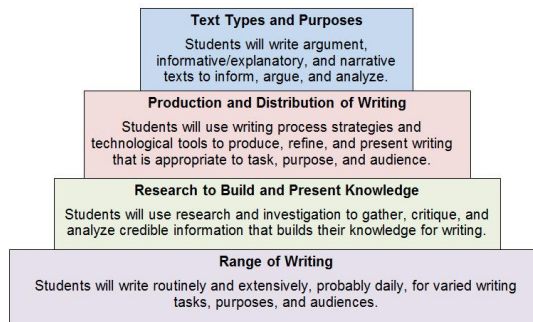 Text Types and Purposes
Students will write argument,
informative/explanatory, and narrative
texts to inform, argue, and analyze.
Production and Distribution of Writing
Students will use writing process strategies and
technological tools to produce, refine, and present writing
that is appropriate to task, purpose, and audience.
Research to Build and Present Knowledge
Students will use research and investigation to gather, critique, and
analyze credible information that builds their knowledge for writing.
Range of Writing
Students will write routinely and extensively, probably daily, for varied writing
tasks, purposes, and audiences.